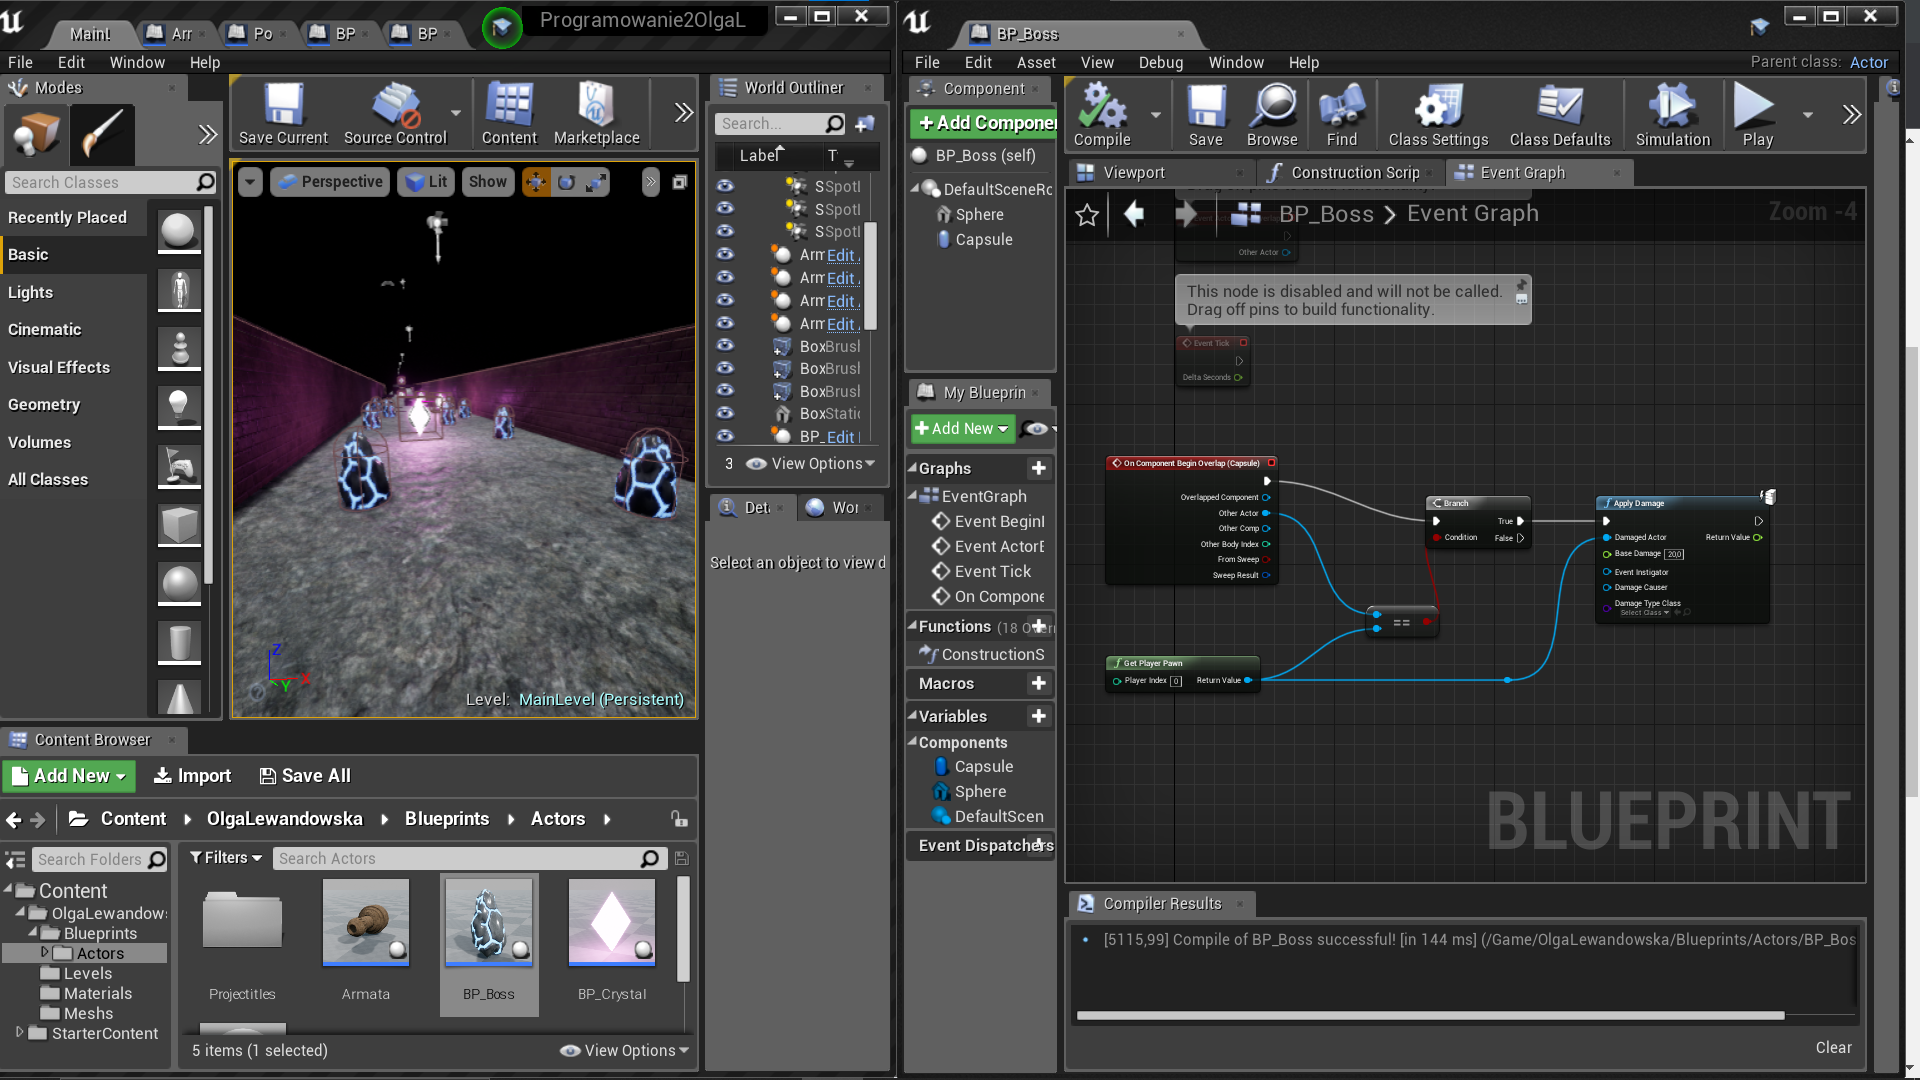 MainL
Arr
Po
BP
BP
Programowanie2OlgaL
File
Edit
Window
Help
Modes
Search Classes
Recently Placed
Basic
Lights
Cinematic
Visual Effects
Geometry
Volumes
All Classes
Save Current
Source Control
Content
Marketplace
Perspective
Lit
Show
Z
X
Y
Level: MainLevel (Persistent)
World Outliner
Search...
Label
T
SSpotl
SSpotl
SSpotl
Arm Edit
Arm Edit
Arm Edit
Arm Edit
BoxBrush
BoxBrush
BoxBrush
BoxStatic
BP_ Edit
3 View Options
Deta
Wor
Select an object to view d
Content Browser
Add New
Import
Save All
Content
OlgaLewandowska
Blueprints
Actors
Search Folders
Filters
Search Actors
Content
OlgaLewandow
Blueprints
Actors
Levels
Materials
Meshes
StarterContent
Projectitles
Armata
BP_Boss
BP_Crystal
5 items (1 selected)
View Options
BP_Boss
File
Edit
Asset
View
Debug
Window
Help
Parent class: Actor
Component
+ Add Componen
BP_Boss (self)
DefaultSceneRo
Sphere
Capsule
My Blueprin
+ Add New
Graphs
EventGraph
Event BeginI
Event ActorE
Event Tick
On Compone
Functions (18 Overr
ConstructionS
Macros
Variables
Components
Capsule
Sphere
DefaultScen
Event Dispatchers
Compile
Save
Browse
Find
Class Settings
Class Defaults
Simulation
Play
Viewport
Construction Scrip
Event Graph
BP_Boss > Event Graph
Zoom -4
Other Actor
This node is disabled and will not be called.
Drag off pins to build functionality.
Event Tick
Delta Seconds
On Component Begin Overlap (Capsule)
Overlapped Component
Other Actor
Other Comp
Other Body Index
From Sweep
Sweep Result
Get Player Pawn
Player Index 0
Return Value
==
Branch
True
Condition
False
Apply Damage
Damaged Actor
Return Value
Base Damage 20,0
Event Instigator
Damage Causer
Damage Type Class
Select Class
BLUEPRINT
Compiler Results
[5115,99] Compile of BP_Boss successful! [in 144 ms] (/Game/OlgaLewandowska/Blueprints/Actors/BP_Bos
Clear